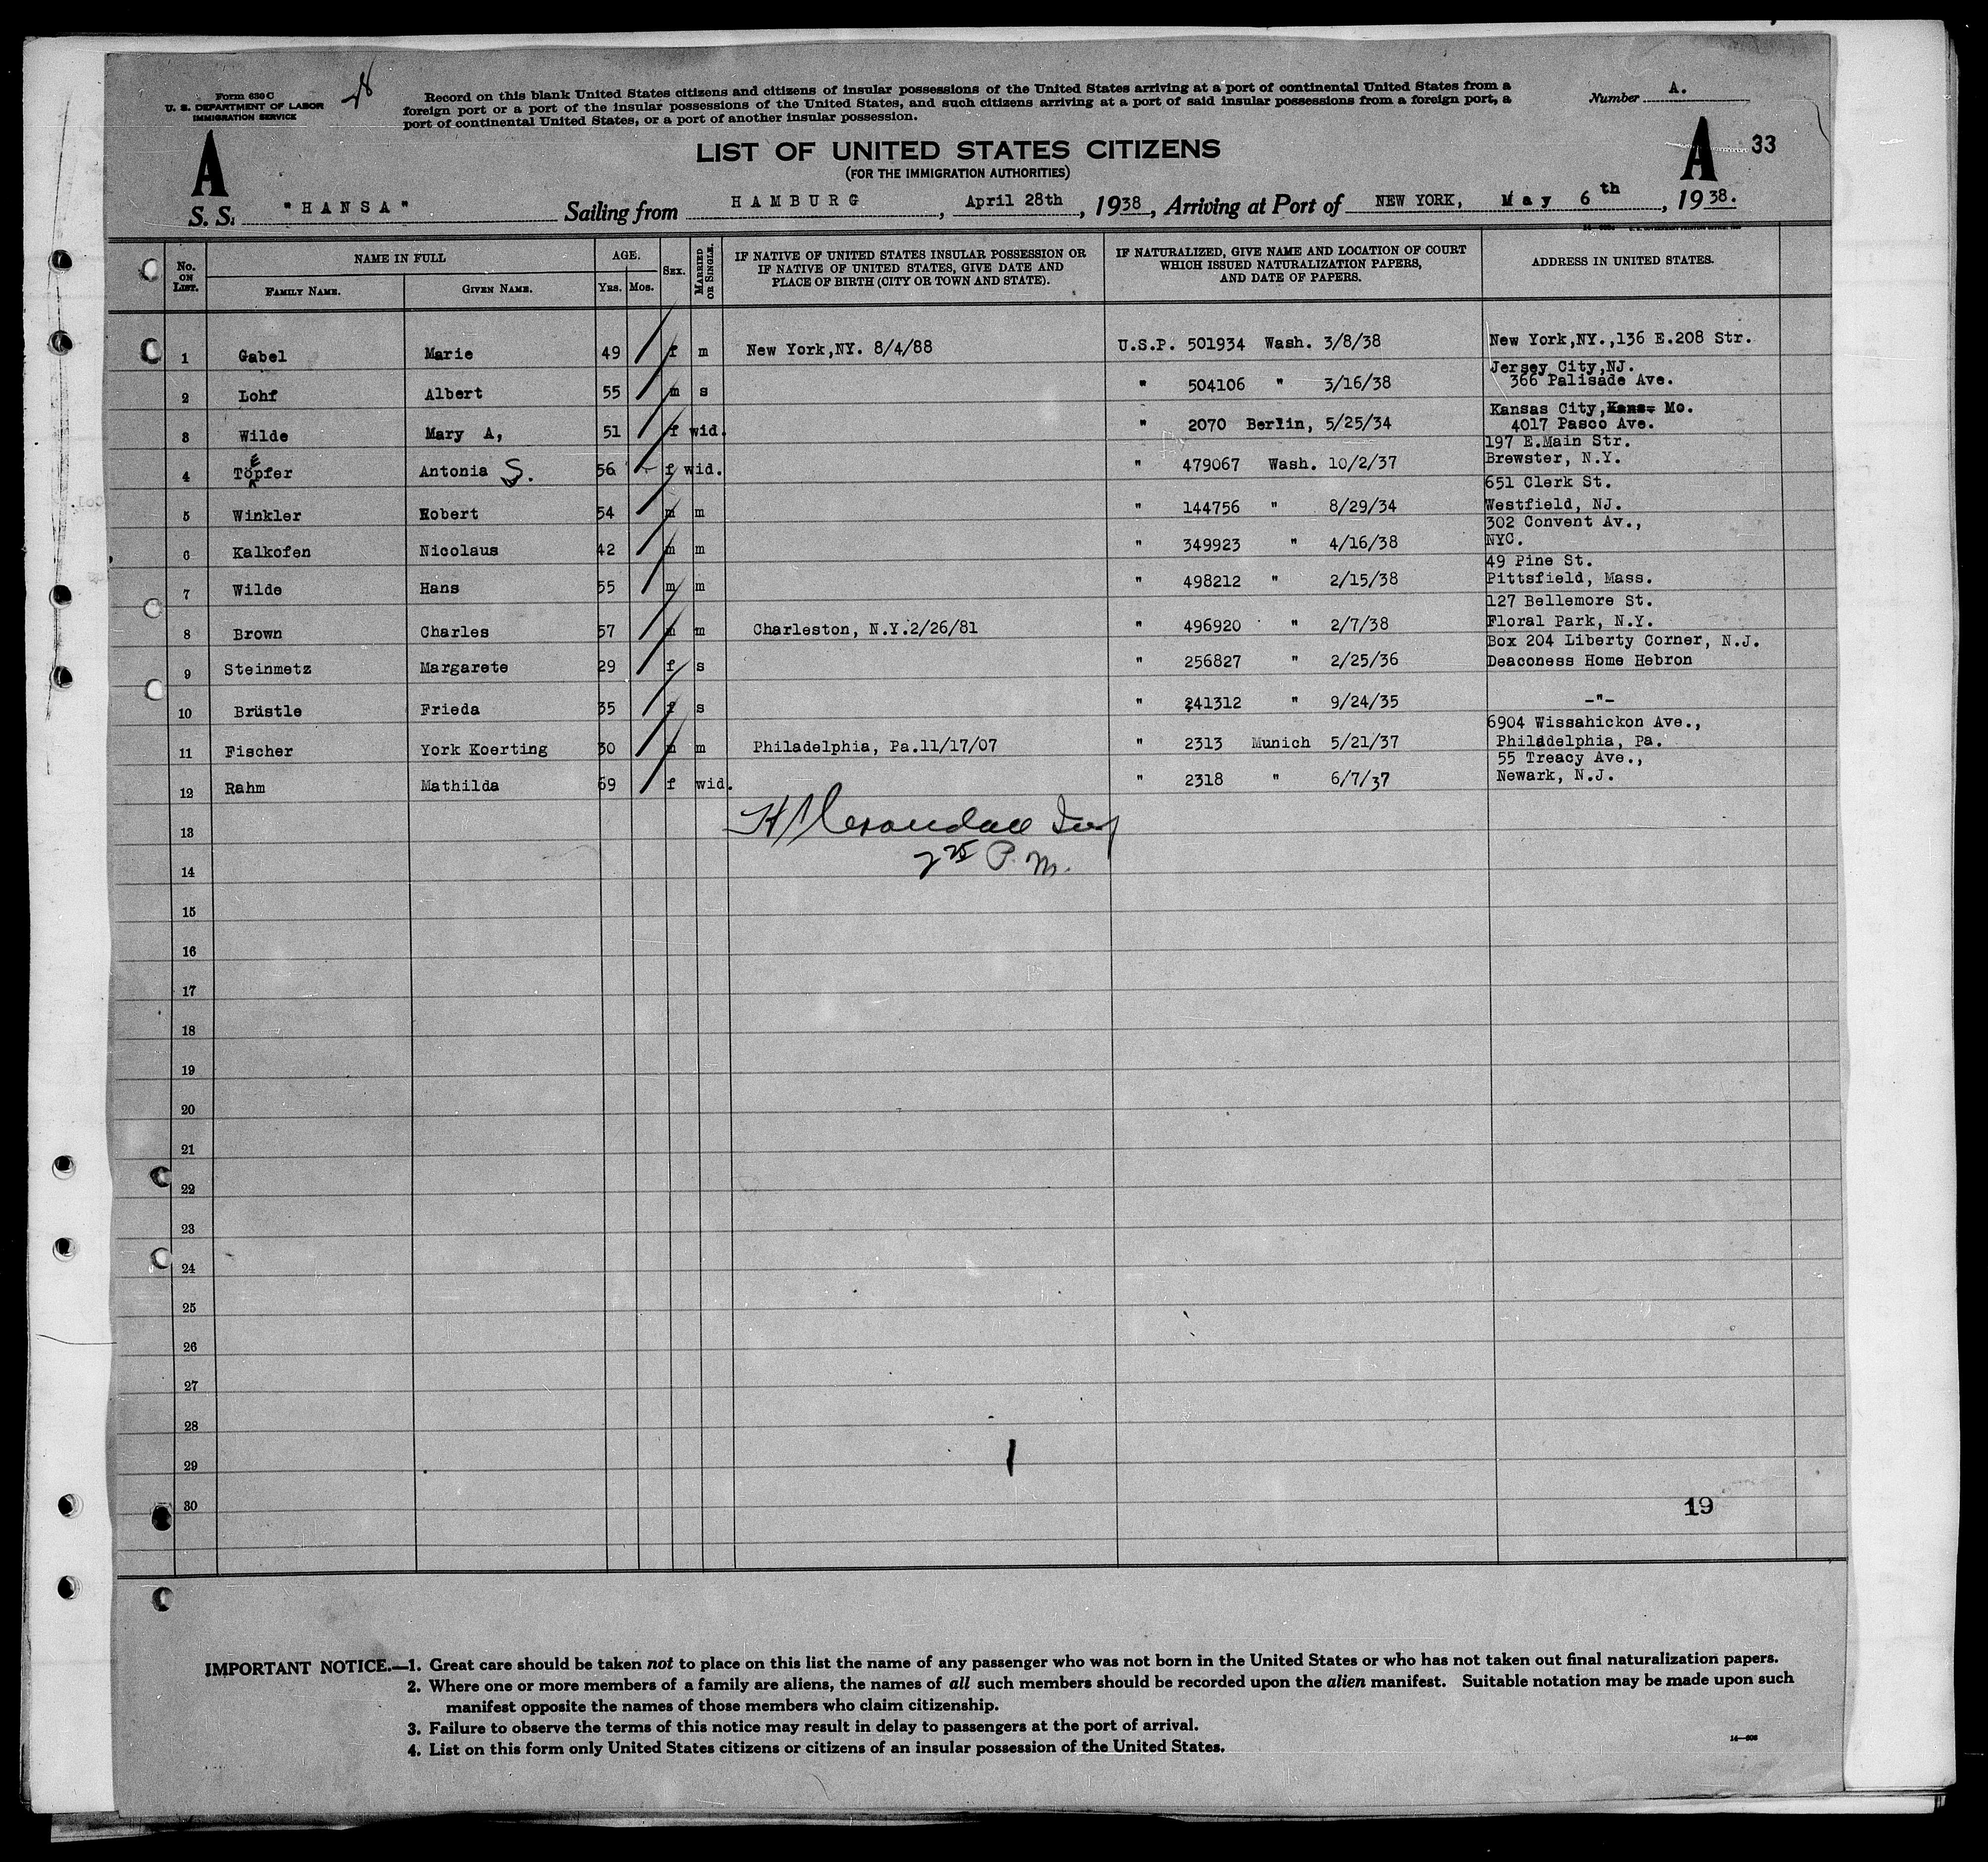 Form 630 C
U. S. DEPARTMENT OF LABOR
IMMIGRATION SERVICE
Record on this blank United States citizens and citizens of insular possessions of the United States arriving at a port of continental United States from a
foreign port or a port of the insular possessions of the United States, and such citizens arriving at a port of said insular possessions from a foreign port, a
port of continental United States, or a port of another insular possession.
Number A.
A
A 33
LIST OF UNITED STATES CITIZENS
(FOR THE IMMIGRATION AUTHORITIES)
S. S. "HANSA" Sailing from HAMBURG, April 28th, 1938, Arriving at Port of NEW YORK, May 6th, 1938.
No. ON LIST. NAME IN FULL AGE. SEX. MARRIED OR SINGLE. IF NATIVE OF UNITED STATES INSULAR POSSESSION OR IF NATIVE OF UNITED STATES, GIVE DATE AND PLACE OF BIRTH (CITY OR TOWN AND STATE). IF NATURALIZED, GIVE NAME AND LOCATION OF COURT WHICH ISSUED NATURALIZATION PAPERS, AND DATE OF PAPERS. ADDRESS IN UNITED STATES.
FAMILY NAME. GIVEN NAME. YRS. MOS.
1 Gabel Marie 49 f m New York,NY. 8/4/88 U.S.P. 501934 Wash. 3/8/38 New York,NY.,136 E.208 Str.
2 Lohf Albert 55 m s " 504106 " 3/16/38 Jersey City,NJ.
366 Palisade Ave.
3 Wilde Mary A, 51 f wid. " 2070 Berlin, 5/25/34 Kansas City, Kans. Mo.
4017 Pasco Ave.
4 Töpfer E Antonia S. 56 f wid. " 479067 Wash. 10/2/37 197 E.Main Str.
Brewster, N.Y.
5 Winkler Robert 54 m m " 144756 " 8/29/34 651 Clerk St.
Westfield, NJ.
6 Kalkofen Nicolaus 42 m m " 349923 " 4/16/38 302 Convent Av.,
NYC.
7 Wilde Hans 55 m m " 498212 " 2/15/38 49 Pine St.
Pittsfield, Mass.
8 Brown Charles 57 m m Charleston, N.Y.2/26/81 " 496920 " 2/7/38 127 Bellemore St.
Floral Park, N.Y.
9 Steinmetz Margarete 29 f s " 256827 " 2/25/36 Box 204 Liberty Corner, N.J.
Deaconess Home Hebron
10 Brüstle Frieda 35 f s " 241312 " 9/24/35 -"-
11 Fischer York Koerting 30 m m Philadelphia, Pa.11/17/07 " 2313 Munich 5/21/37 6904 Wissahickon Ave.,
Philadelphia, Pa.
12 Rahm Mathilda 69 f wid. " 2318 " 6/7/37 55 Treacy Ave.,
Newark, N.J.
13
2 25 P.M.
14
15
16
17
18
19
20
21
22
23
24
25
26
27
28
29
30
19
IMPORTANT NOTICE.—1. Great care should be taken not to place on this list the name of any passenger who was not born in the United States or who has not taken out final naturalization papers.
2. Where one or more members of a family are aliens, the names of all such members should be recorded upon the alien manifest. Suitable notation may be made upon such
manifest opposite the names of those members who claim citizenship.
3. Failure to observe the terms of this notice may result in delay to passengers at the port of arrival.
4. List on this form only United States citizens or citizens of an insular possession of the United States.